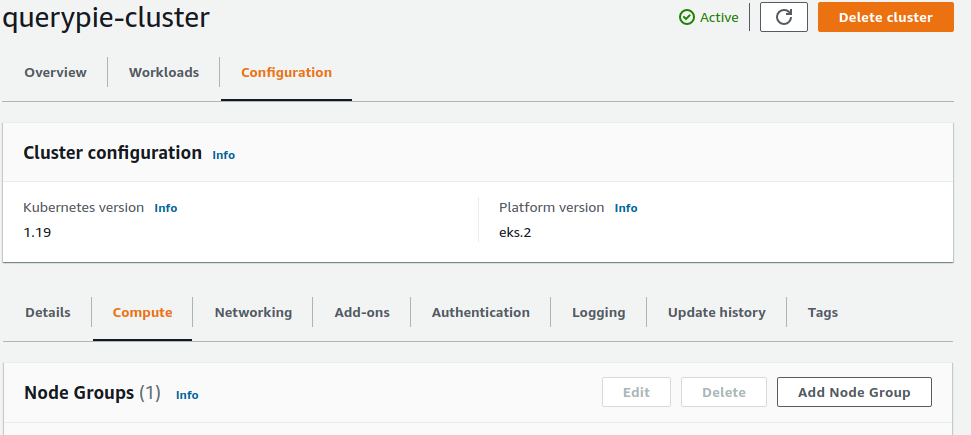 querypie-cluster Active Delete cluster
Overview Workloads Configuration
Cluster configuration Info
Kubernetes version Info Platform version Info
1.19 eks.2
Details Compute Networking Add-ons Authentication Logging Update history Tags
Node Groups (1) Info Edit Delete Add Node Group